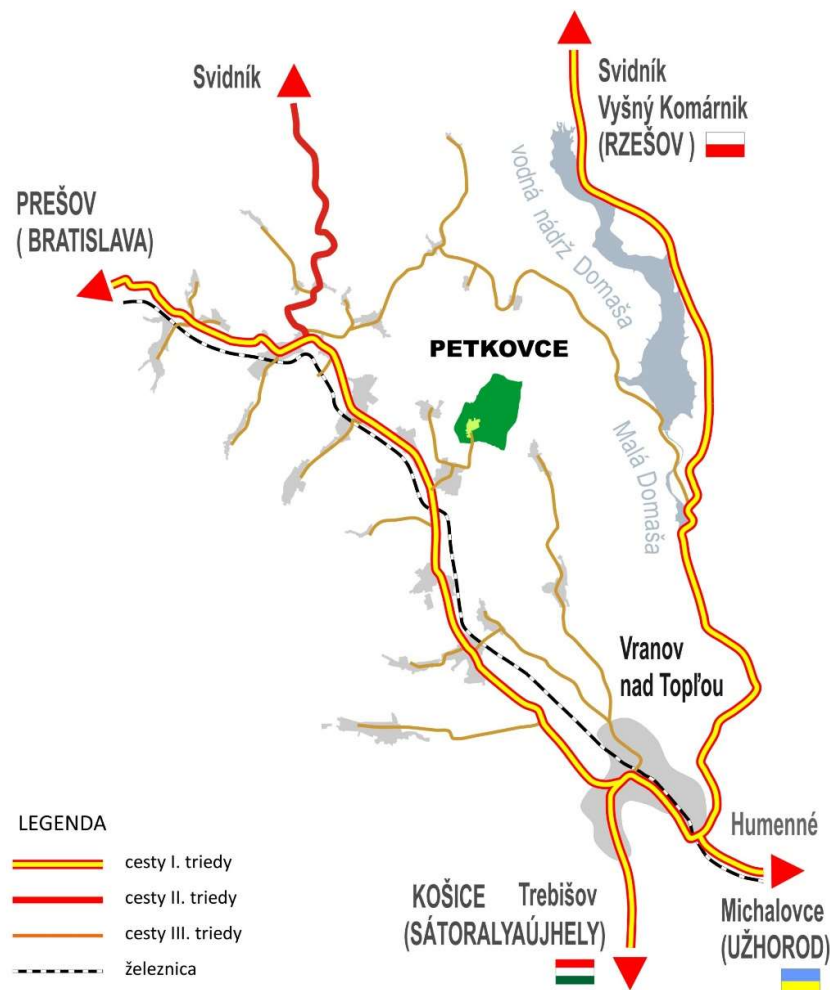 Svidník
Svidník
Vyšný Komárnik
(RZEŠOV )
PREŠOV
( BRATISLAVA)
vodná nádrž Domaša
PETKOVCE
Malá Domaša
Vranov
nad Topľou
LEGENDA
cesty I. triedy
cesty II. triedy
cesty III. triedy
železnica
Humenné
KOŠICE Trebišov
(SÁTORALYAÚJHELY)
Michalovce
(UŽHOROD)